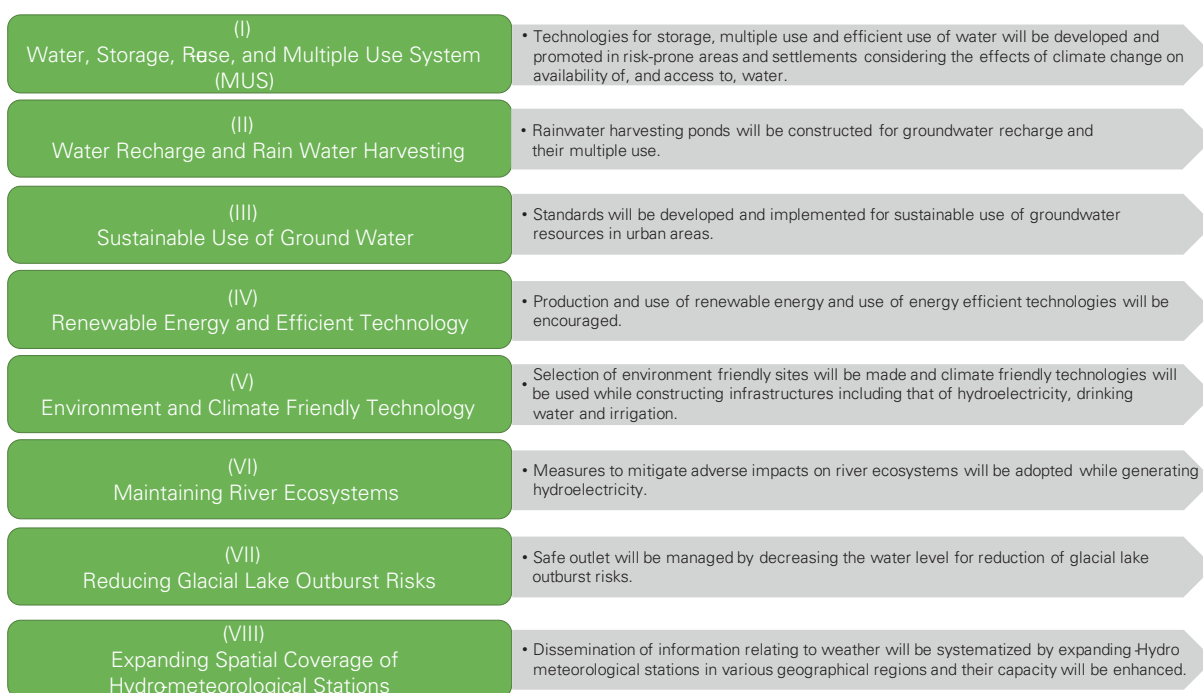 (I)
Water, Storage, Re-use, and Multiple Use System
(MUS)
• Technologies for storage, multiple use and efficient use of water will be developed and
promoted in risk-prone areas and settlements considering the effects of climate change on
availability of, and access to, water.
(II)
Water Recharge and Rain Water Harvesting
• Rainwater harvesting ponds will be constructed for groundwater recharge and
their multiple use.
(III)
Sustainable Use of Ground Water
• Standards will be developed and implemented for sustainable use of groundwater
resources in urban areas.
(IV)
Renewable Energy and Efficient Technology
• Production and use of renewable energy and use of energy efficient technologies will be
encouraged.
(V)
Environment and Climate Friendly Technology
• Selection of environment friendly sites will be made and climate friendly technologies will
be used while constructing infrastructures including that of hydroelectricity, drinking
water and irrigation.
(VI)
Maintaining River Ecosystems
• Measures to mitigate adverse impacts on river ecosystems will be adopted while generating
hydroelectricity.
(VII)
Reducing Glacial Lake Outburst Risks
• Safe outlet will be managed by decreasing the water level for reduction of glacial lake
outburst risks.
(VIII)
Expanding Spatial Coverage of
Hydro-meteorological Stations
• Dissemination of information relating to weather will be systematized by expanding Hydro-
meteorological stations in various geographical regions and their capacity will be enhanced.